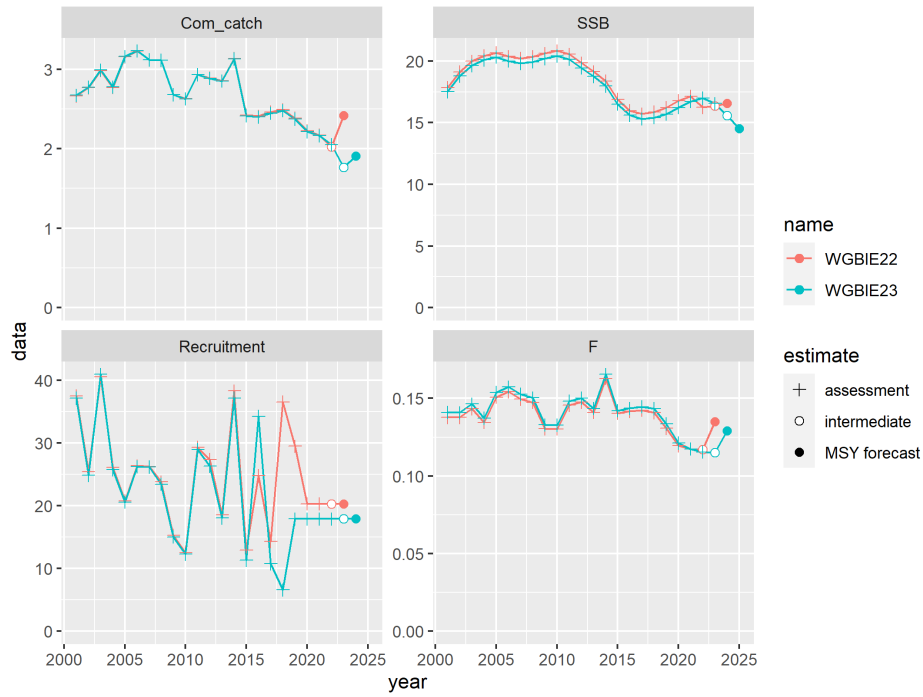 Com_catch
SSB
3
2
1
0
20
15
10
5
0
Recruitment
F
40
30
20
10
0
0.15
0.10
0.05
0.00
2000 2005 2010 2015 2020 2025
2000 2005 2010 2015 2020 2025
year
data
name
WGBIE22
WGBIE23
estimate
assessment
intermediate
MSY forecast